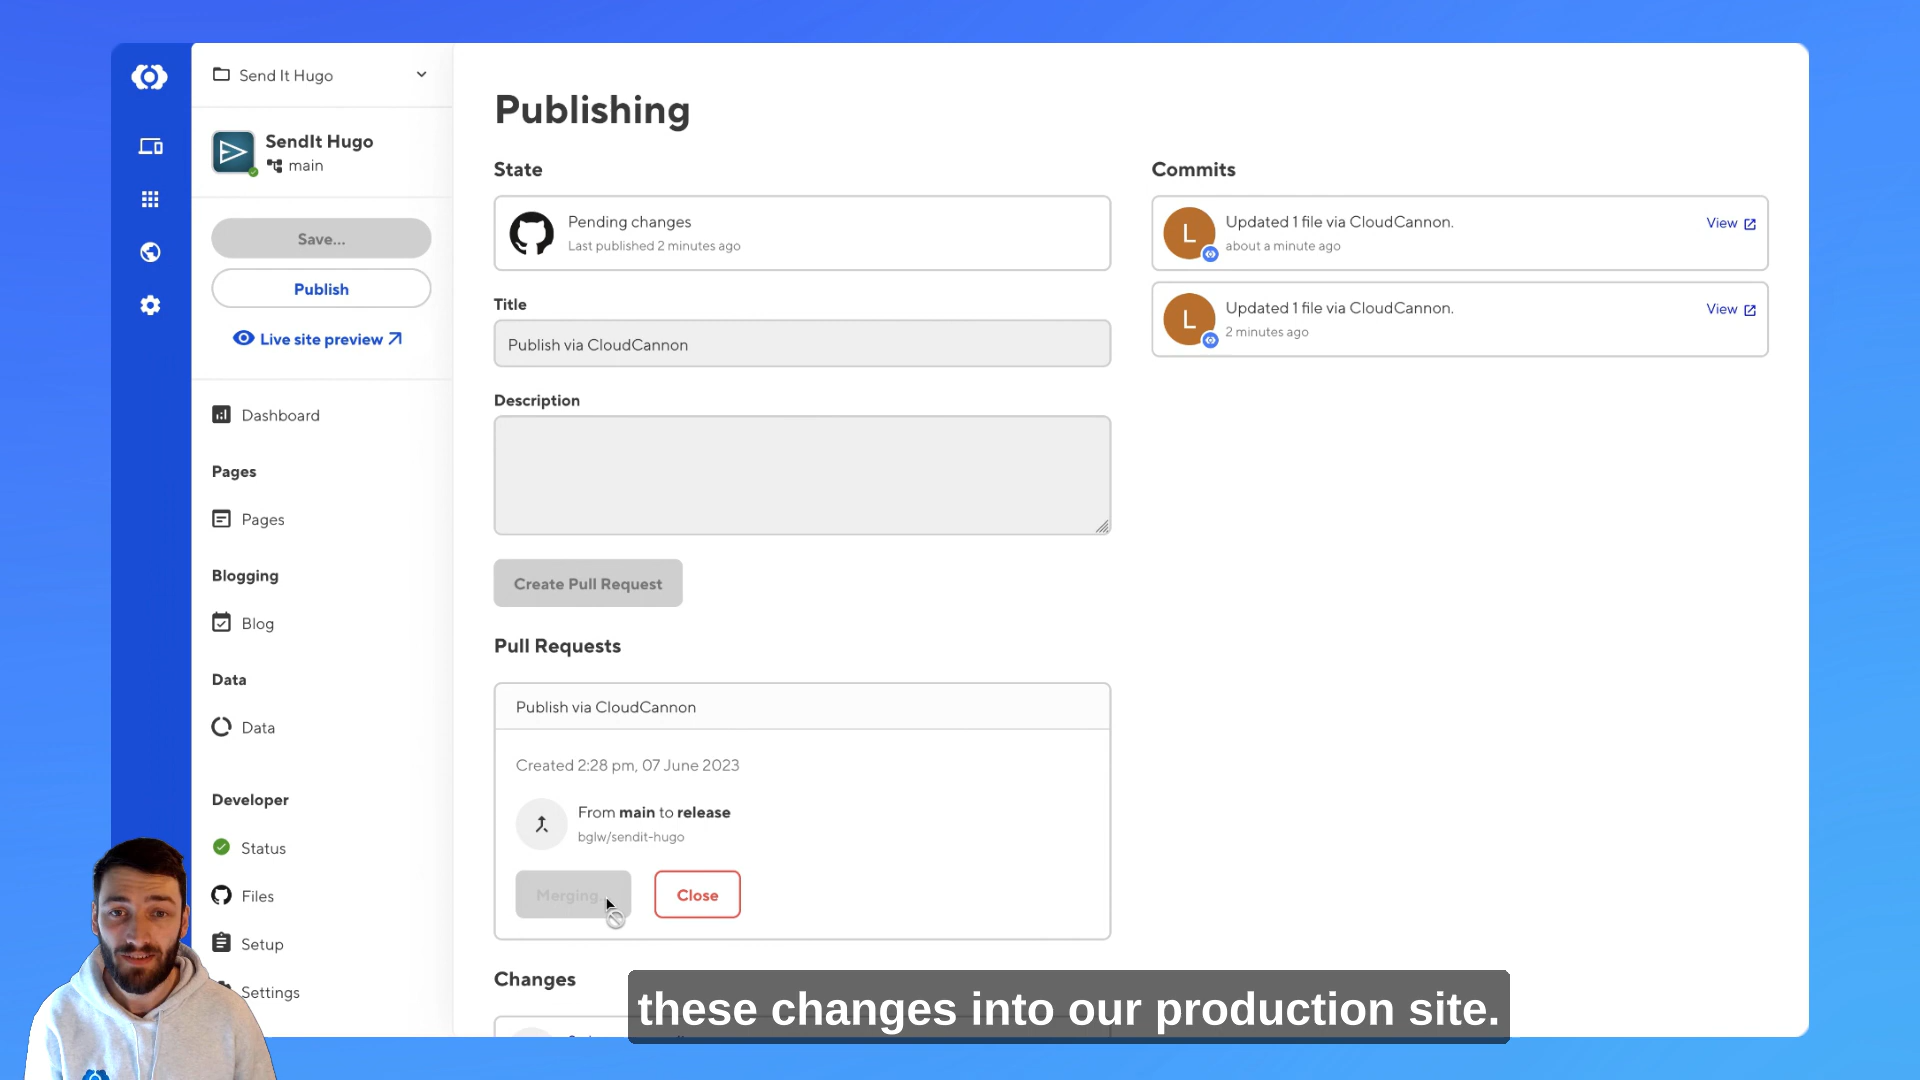 Send It Hugo
SendIt Hugo
main
Save...
Publish
Live site preview
Dashboard
Pages
Pages
Blogging
Blog
Data
Data
Developer
Status
Files
Setup
Settings
Publishing
State
Pending changes
Last published 2 minutes ago
Title
Publish via CloudCannon
Description
Create Pull Request
Pull Requests
Publish via CloudCannon
Created 2:28 pm, 07 June 2023
From main to release
bglw/sendit-hugo
Merging...
Close
Changes
Commits
L
Updated 1 file via CloudCannon.
about a minute ago
View
L
Updated 1 file via CloudCannon.
2 minutes ago
View
these changes into our production site.